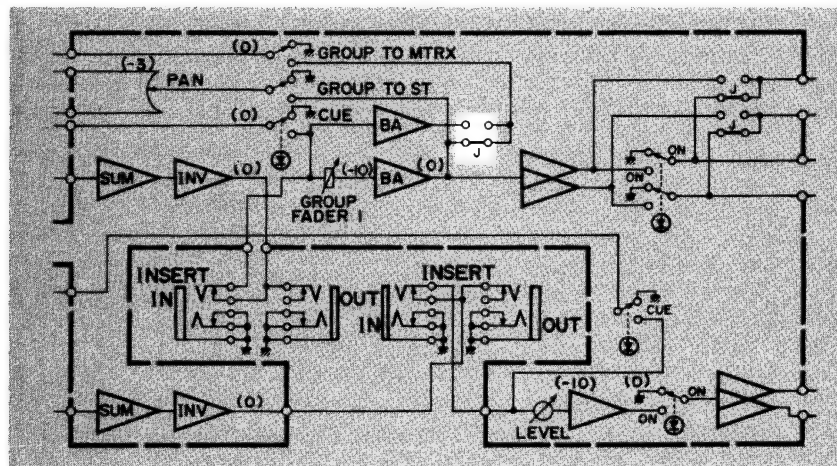 (0) GROUP TO MTRX
(-3) PAN
GROUP TO ST
(0) CUE BA
J
J
J
ON
SUM INV (0) (-10) BA (0)
ON
GROUP
FADER 1
INSERT INSERT
IN OUT IN OUT
CUE
SUM INV (0) (-10) (0) ON
LEVEL ON